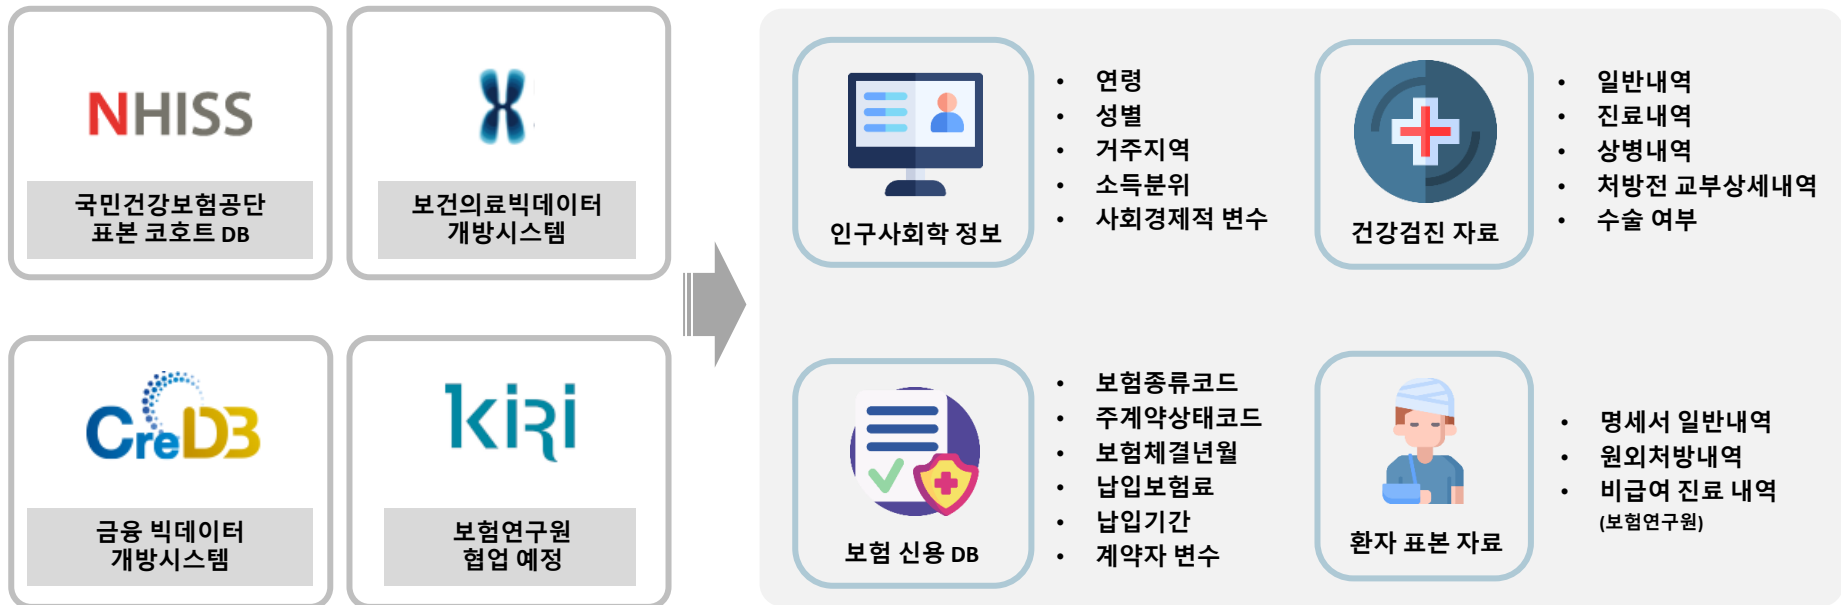 NHISS
국민건강보험공단
표본 코호트 DB
보건의료빅데이터
개방시스템
CreDB
금융 빅데이터
개방시스템
kiri
보험연구원
협업 예정
인구사회학 정보
• 연령
• 성별
• 거주지역
• 소득분위
• 사회경제적 변수
건강검진 자료
• 일반내역
• 진료내역
• 상병내역
• 처방전 교부상세내역
• 수술 여부
보험 신용 DB
• 보험종류코드
• 주계약상태코드
• 보험체결년월
• 납입보험료
• 납입기간
• 계약자 변수
환자 표본 자료
• 명세서 일반내역
• 원외처방내역
• 비급여 진료 내역
(보험연구원)